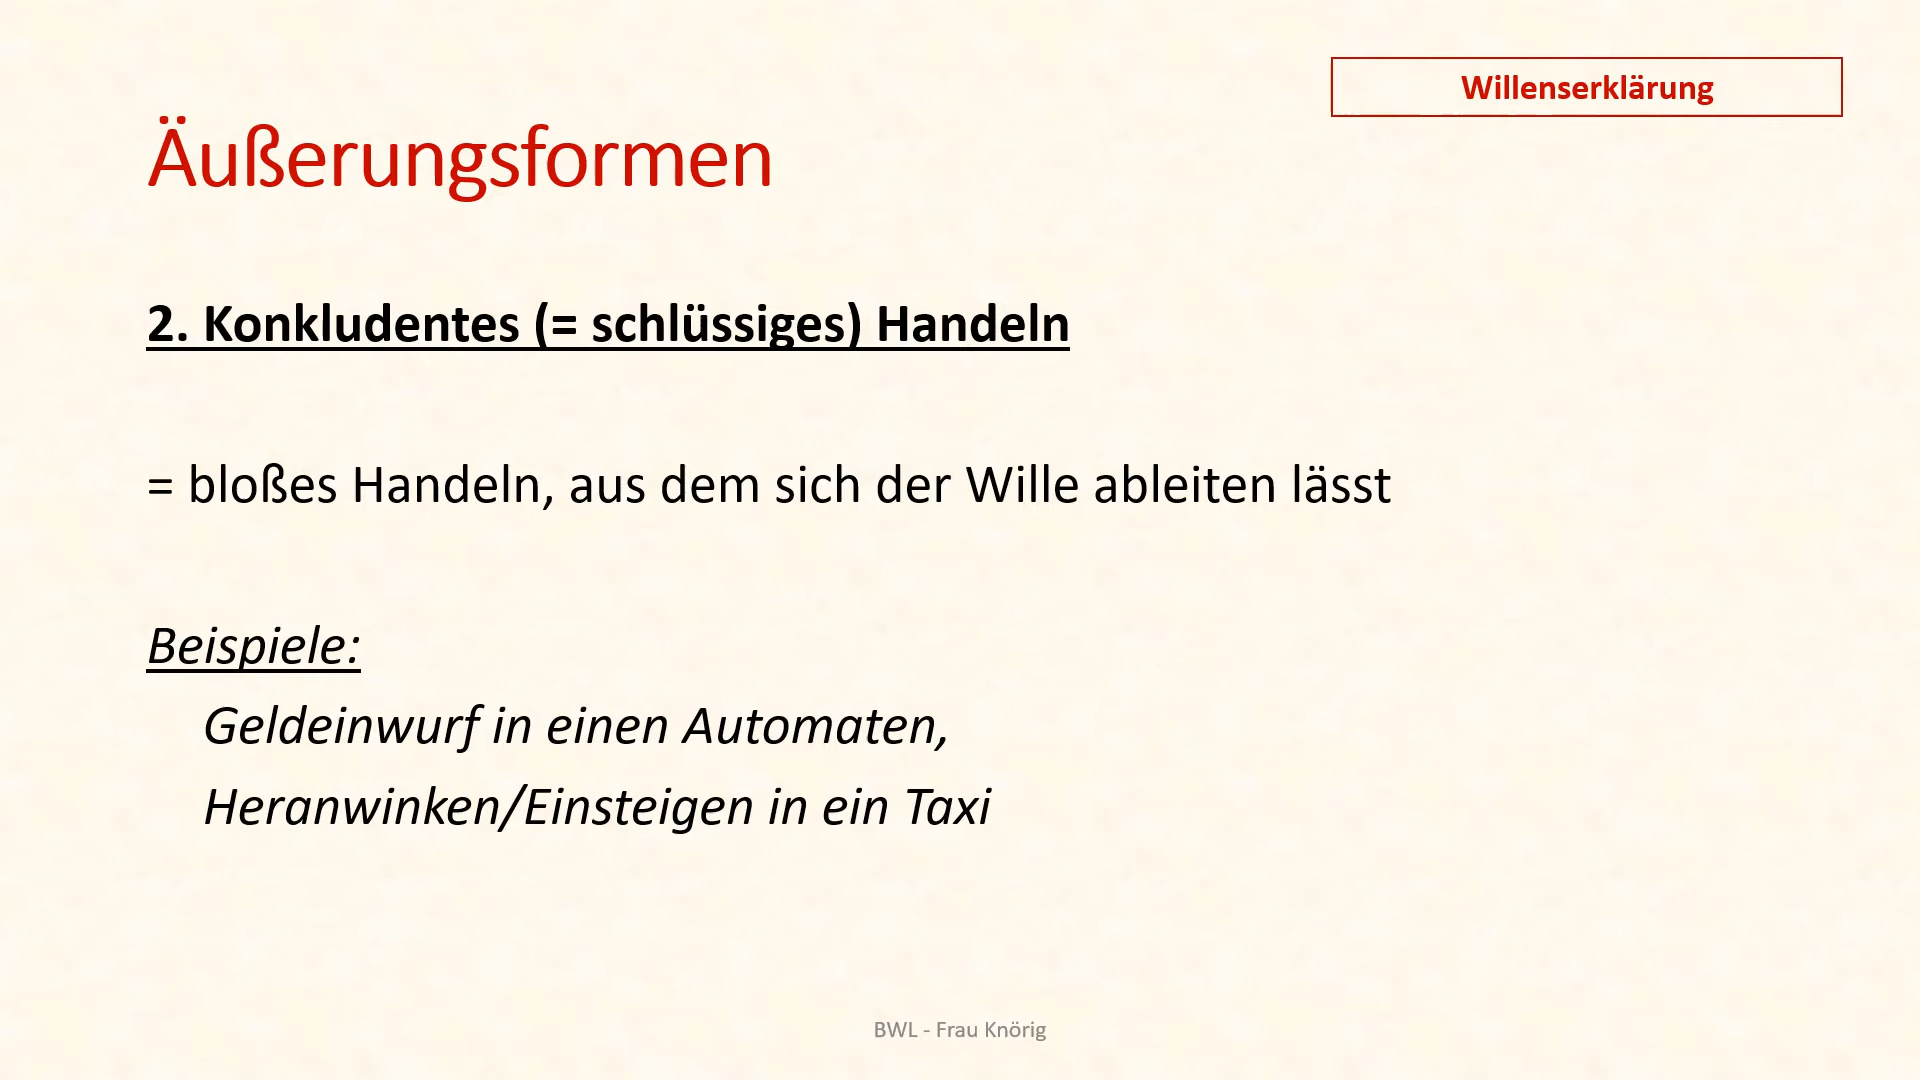 Willenserklärung
Äußerungsformen
2. Konkludentes (= schlüssiges) Handeln
= bloßes Handeln, aus dem sich der Wille ableiten lässt
Beispiele:
Geldeinwurf in einen Automaten,
Heranwinken/Einsteigen in ein Taxi
BWL - Frau Knörig